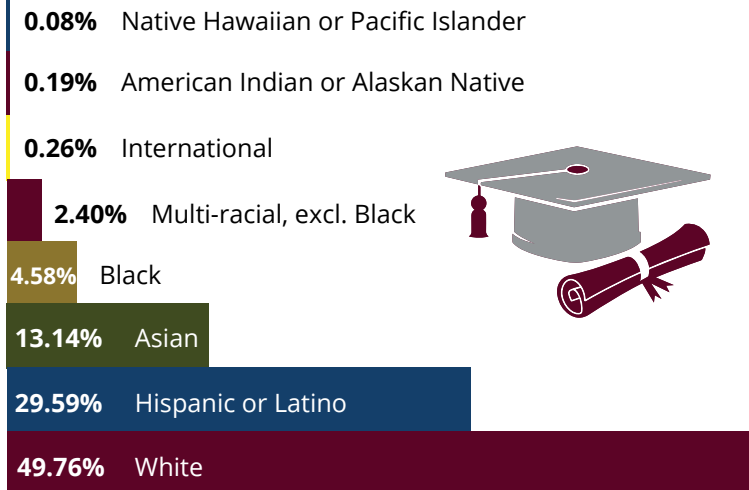 0.08% Native Hawaiian or Pacific Islander
0.19% American Indian or Alaskan Native
0.26% International
2.40% Multi-racial, excl. Black
4.58% Black
13.14% Asian
29.59% Hispanic or Latino
49.76% White